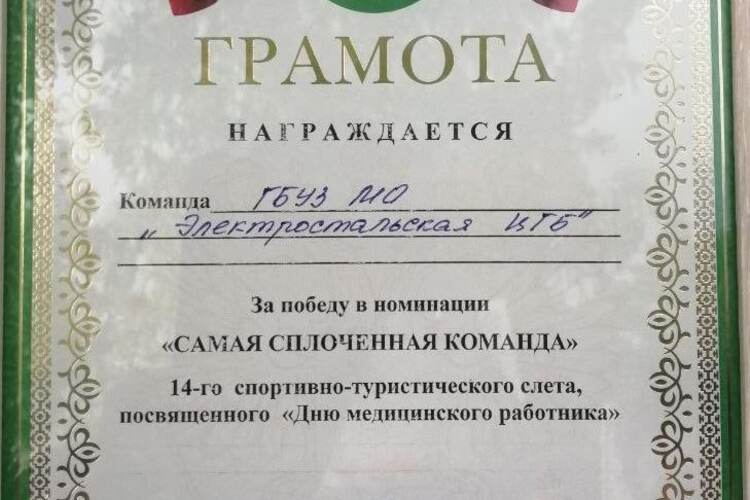 ГРАМОТА
НАГРАЖДАЕТСЯ
Команда ГБУЗ МО
„Электростальская ЦГБ"
За победу в номинации
«САМАЯ СПЛОЧЕННАЯ КОМАНДА»
14-го спортивно-туристического слета,
посвященного «Дню медицинского работника»